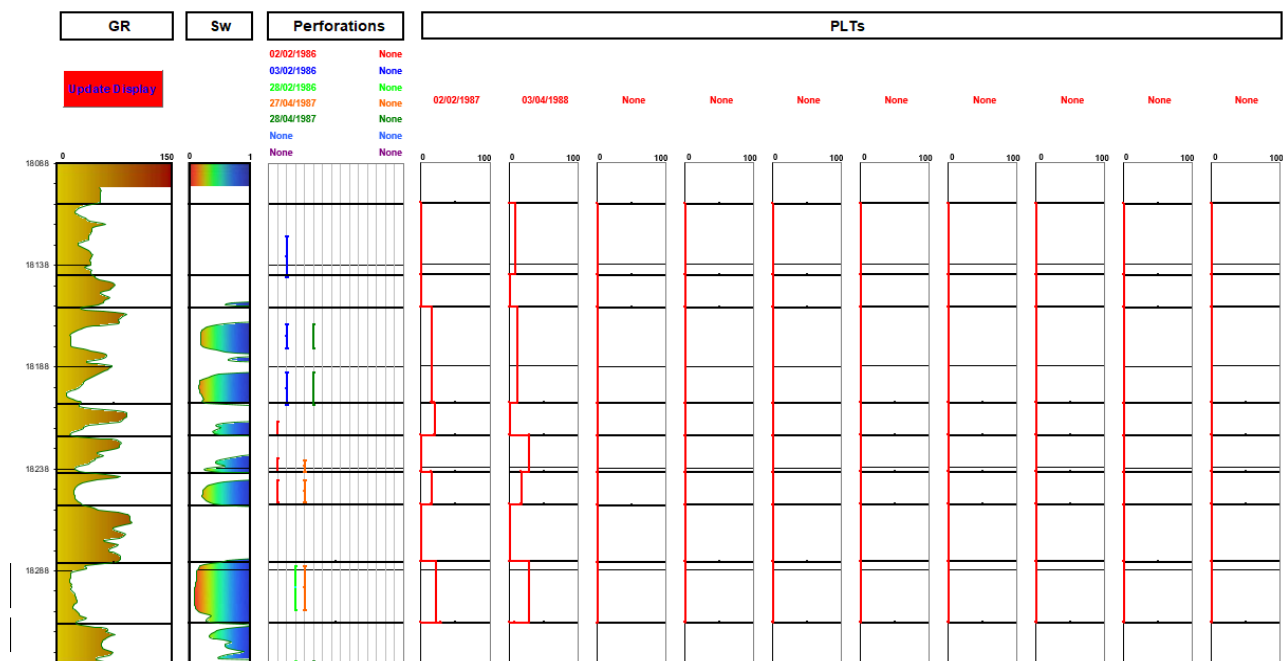 GR Sw Perforations PLTs
02/02/1986 None
03/02/1986 None
Update Display
28/02/1986 None
27/04/1987 None
02/02/1987 03/04/1988 None None None None None None None None
28/04/1987 None
None None
None None
0 150 0 1 0 100 0 100 0 100 0 100 0 100 0 100 0 100 0 100 0 100 0 100
18088
18138
18188
18238
18288